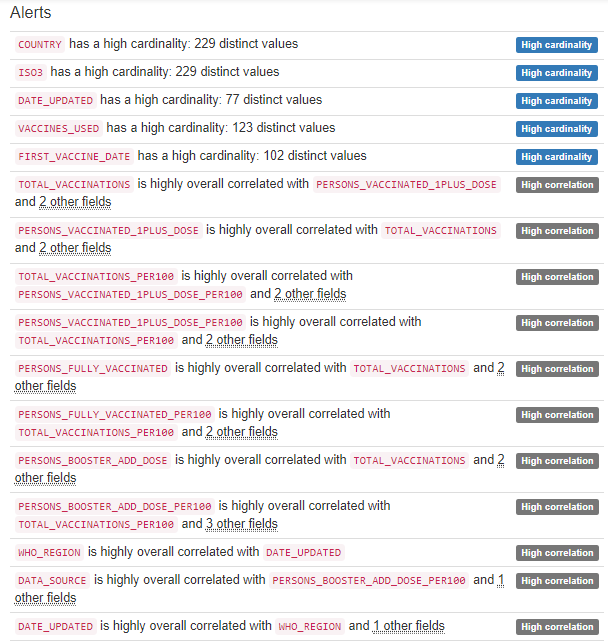 Alerts
COUNTRY has a high cardinality: 229 distinct values High cardinality
ISO3 has a high cardinality: 229 distinct values High cardinality
DATE_UPDATED has a high cardinality: 77 distinct values High cardinality
VACCINES_USED has a high cardinality: 123 distinct values High cardinality
FIRST_VACCINE_DATE has a high cardinality: 102 distinct values High cardinality
TOTAL_VACCINATIONS is highly overall correlated with PERSONS_VACCINATED_1PLUS_DOSE High correlation
and 2 other fields
PERSONS_VACCINATED_1PLUS_DOSE is highly overall correlated with TOTAL_VACCINATIONS High correlation
and 2 other fields
TOTAL_VACCINATIONS_PER100 is highly overall correlated with High correlation
PERSONS_VACCINATED_1PLUS_DOSE_PER100 and 2 other fields
PERSONS_VACCINATED_1PLUS_DOSE_PER100 is highly overall correlated with High correlation
TOTAL_VACCINATIONS_PER100 and 2 other fields
PERSONS_FULLY_VACCINATED is highly overall correlated with TOTAL_VACCINATIONS and 2 High correlation
other fields
PERSONS_FULLY_VACCINATED_PER100 is highly overall correlated with High correlation
TOTAL_VACCINATIONS_PER100 and 2 other fields
PERSONS_BOOSTER_ADD_DOSE is highly overall correlated with TOTAL_VACCINATIONS and 2 High correlation
other fields
PERSONS_BOOSTER_ADD_DOSE_PER100 is highly overall correlated with High correlation
TOTAL_VACCINATIONS_PER100 and 3 other fields
WHO_REGION is highly overall correlated with DATE_UPDATED High correlation
DATA_SOURCE is highly overall correlated with PERSONS_BOOSTER_ADD_DOSE_PER100 and 1 High correlation
other fields
DATE_UPDATED is highly overall correlated with WHO_REGION and 1 other fields High correlation